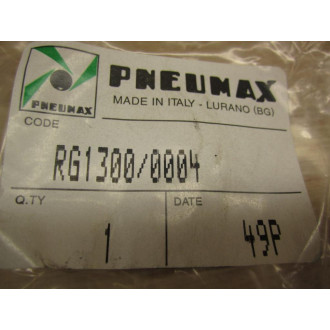 PNEUMAX
PNEUMAX
MADE IN ITALY - LURANO (BG)
CODE
RG1300/0004
Q.TY
DATE
1
49P